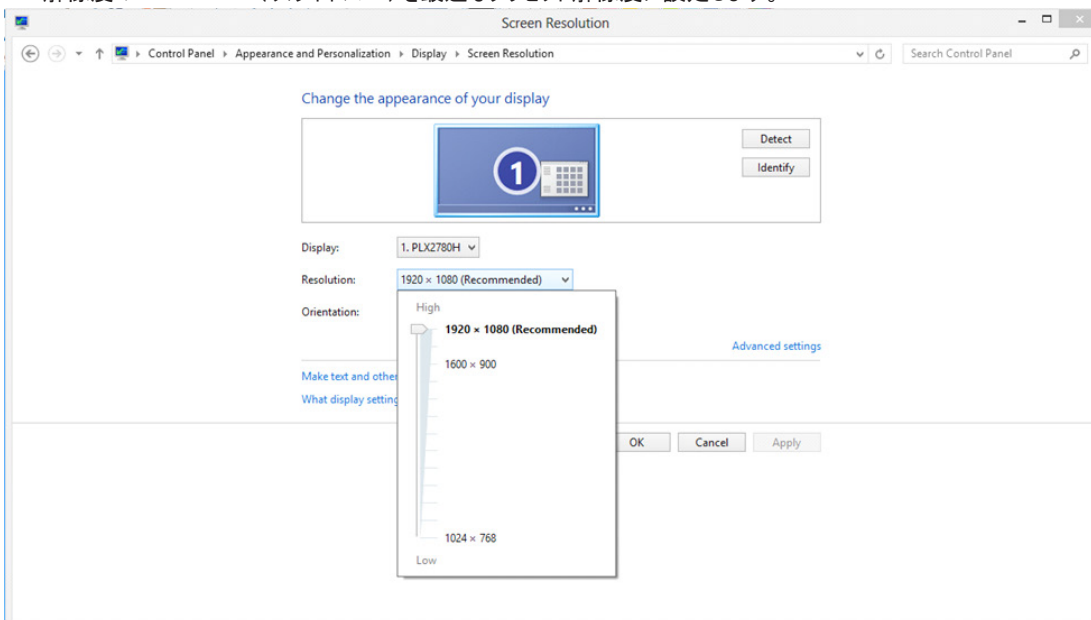 Screen Resolution
Control Panel ▸ Appearance and Personalization ▸ Display ▸ Screen Resolution
Search Control Panel
Change the appearance of your display
1
Detect
Identify
Display: 1. PLX2780H
Resolution: 1920 × 1080 (Recommended)
Orientation:
High
1920 × 1080 (Recommended)
1600 × 900
1024 × 768
Low
Advanced settings
Make text and other
What display setting
OK Cancel Apply